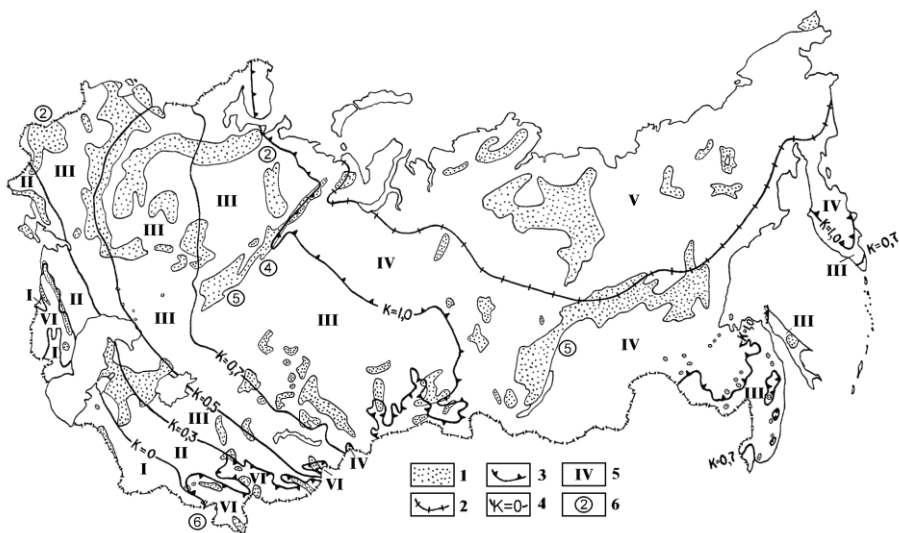 ②
②
II
III
III
III
V
IV
K=1,0
K=0,7
III
④
⑤
IV
I
II
VI
I
III
III
K=1,0
⑤
IV
III
K=1,0
III
K=0,7
K=0,5
K=0,3
III
II
K=0
I
VI
VI
VI
IV
⑥
K=0,7
1
3
IV 5
2
K=0 4
② 6